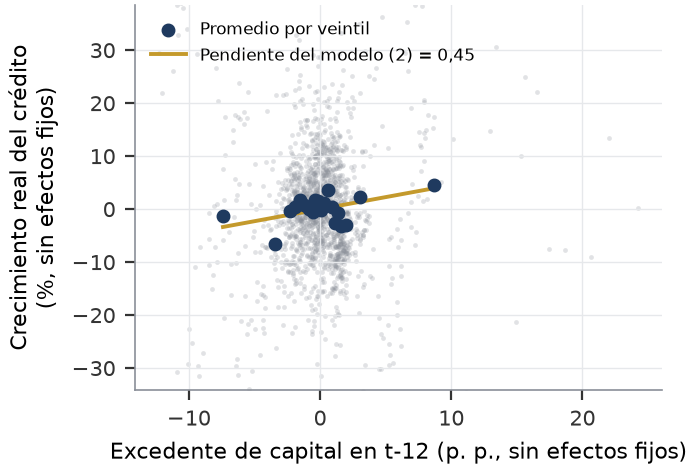 Promedio por veintil
Pendiente del modelo (2) = 0,45
Crecimiento real del crédito
(%, sin efectos fijos)
30
20
10
0
−10
−20
−30
−10
0
10
20
Excedente de capital en t-12 (p. p., sin efectos fijos)